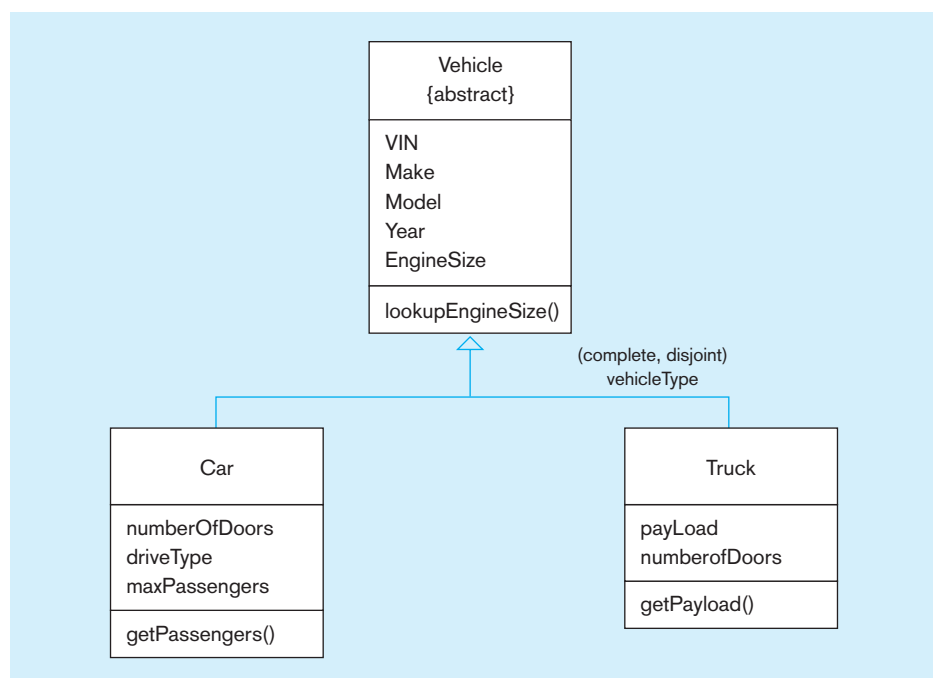 Vehicle
{abstract}
VIN
Make
Model
Year
EngineSize
lookupEngineSize()
(complete, disjoint)
vehicleType
Car
numberOfDoors
driveType
maxPassengers
getPassengers()
Truck
payLoad
numberofDoors
getPayload()